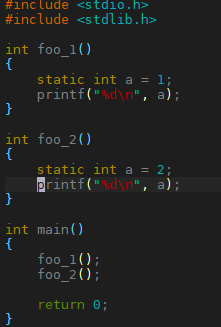 #include <stdio.h>
#include <stdlib.h>

int foo_1()
{
    static int a = 1;
    printf("%d\n", a);
}

int foo_2()
{
    static int a = 2;
    printf("%d\n", a);
}

int main()
{
    foo_1();
    foo_2();

    return 0;
}